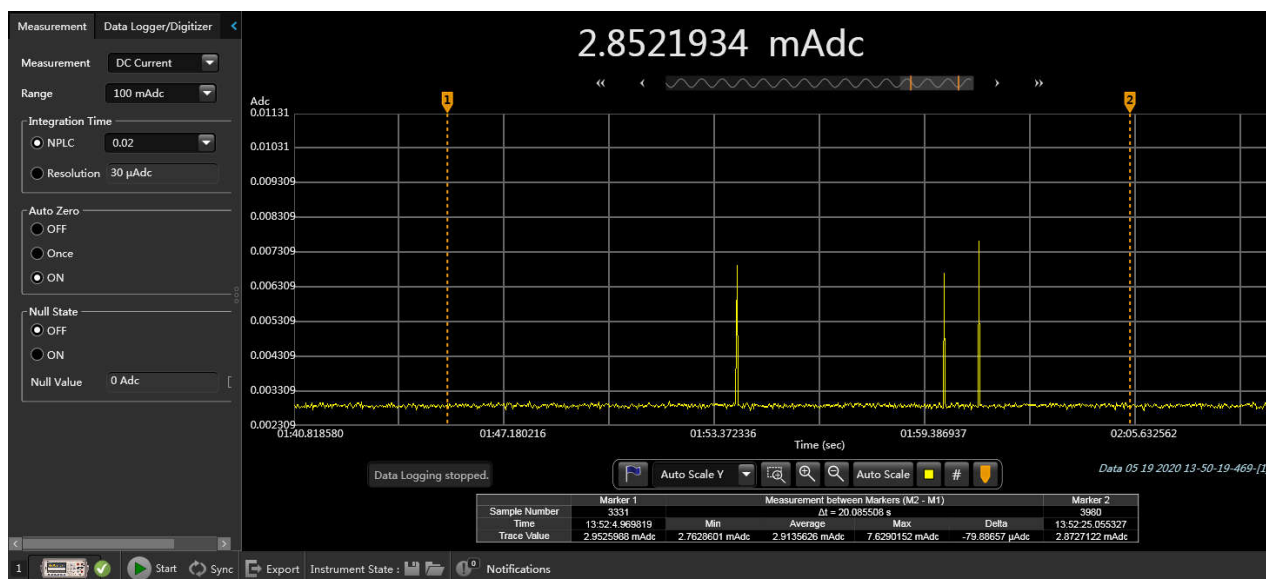 Measurement Data Logger/Digitizer <
2.8521934 mAdc
Measurement DC Current
Range 100 mAdc
Integration Time
NPLC 0.02
Resolution 30 µAdc
Auto Zero
OFF
Once
ON
Null State
OFF
ON
Null Value 0 Adc
« ‹ › »
Adc
1 2
0.01131
0.01031
0.009309
0.008309
0.007309
0.006309
0.005309
0.004309
0.003309
0.002309
01:40.818580 01:47.180216 01:53.372336 01:59.386937 02:05.632562
Time (sec)
Data Logging stopped. Auto Scale Y Auto Scale # Data 05 19 2020 13-50-19-469-[1
Marker 1 Measurement between Markers (M2 - M1) Marker 2
Sample Number 3331 Δt = 20.085508 s 3980
Time 13:52:4.969819 Min Average Max Delta 13:52:25.055327
Trace Value 2.9525988 mAdc 2.7628601 mAdc 2.9135626 mAdc 7.6290152 mAdc -79.88657 µAdc 2.8727122 mAdc
1 Start Sync Export Instrument State : 0 Notifications